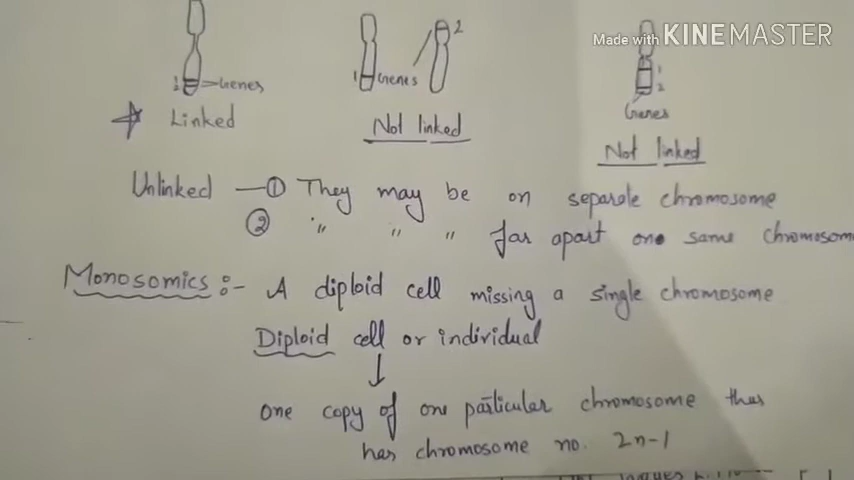 Made with KINEMASTER
1 2 Genes
1 Genes 2
1
2
Genes
Linked
Not linked
Not linked
Unlinked — ① They may be on separate chromosome
② " " " far apart one same chromosom
Monosomics :- A diploid cell missing a single chromosome
Diploid cell or individual
↓
one copy of one particular chromosome thus
has chromosome no. 2n-1